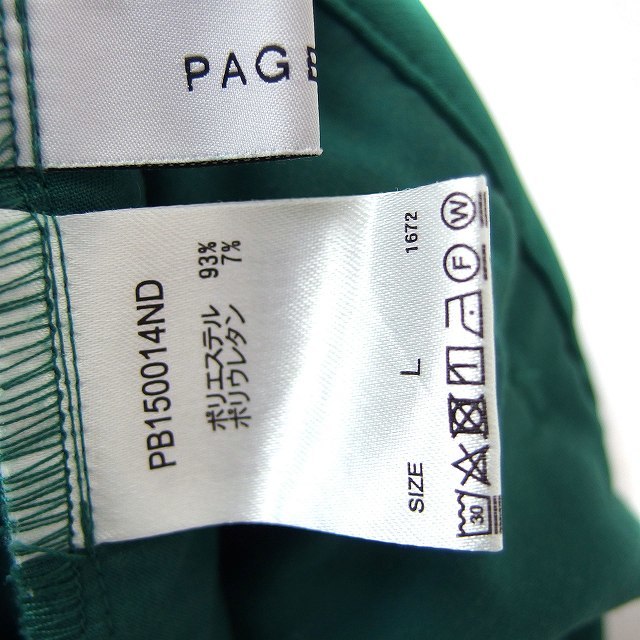 PAGE
PB150014ND
ポリエステル 93%
ポリウレタン 7%
SIZE L 1672
30 F W